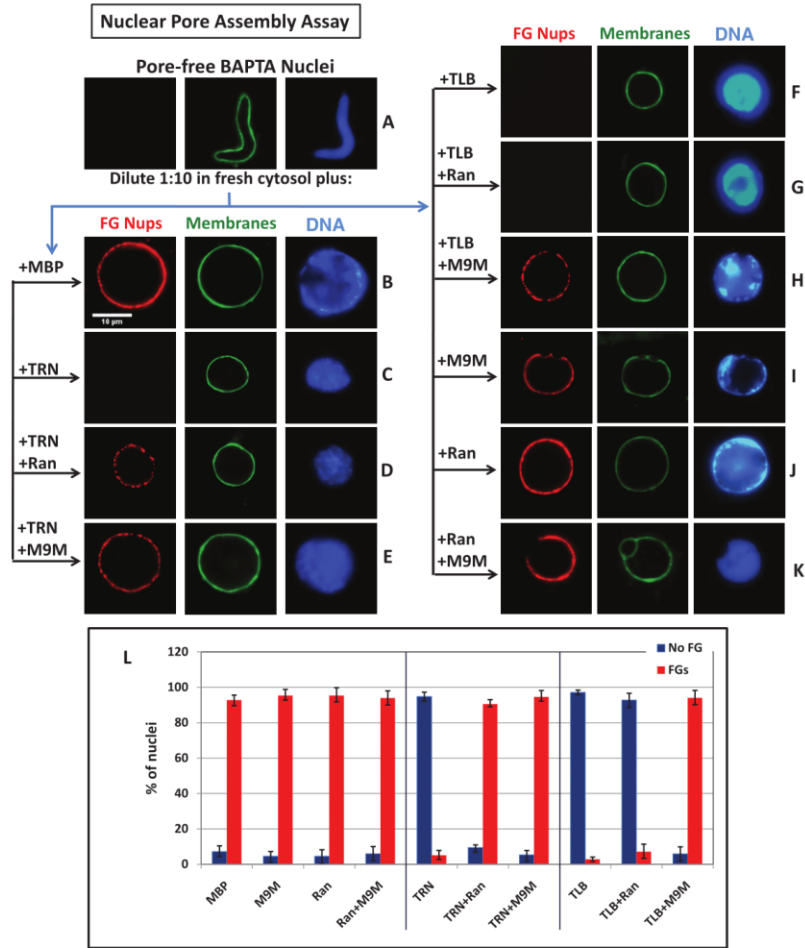 Nuclear Pore Assembly Assay
Pore-free BAPTA Nuclei
A
Dilute 1:10 in fresh cytosol plus:
FG Nups Membranes DNA
+MBP
10 μm
B
+TRN
C
+TRN
+Ran
D
+TRN
+M9M
E
FG Nups Membranes DNA
+TLB
F
+TLB
+Ran
G
+TLB
+M9M
H
+M9M
I
+Ran
J
+Ran
+M9M
K
L
No FG
FGs
% of nuclei
120
100
80
60
40
20
0
MBP M9M Ran Ran+M9M TRN TRN+Ran TRN+M9M TLB TLB+Ran TLB+M9M